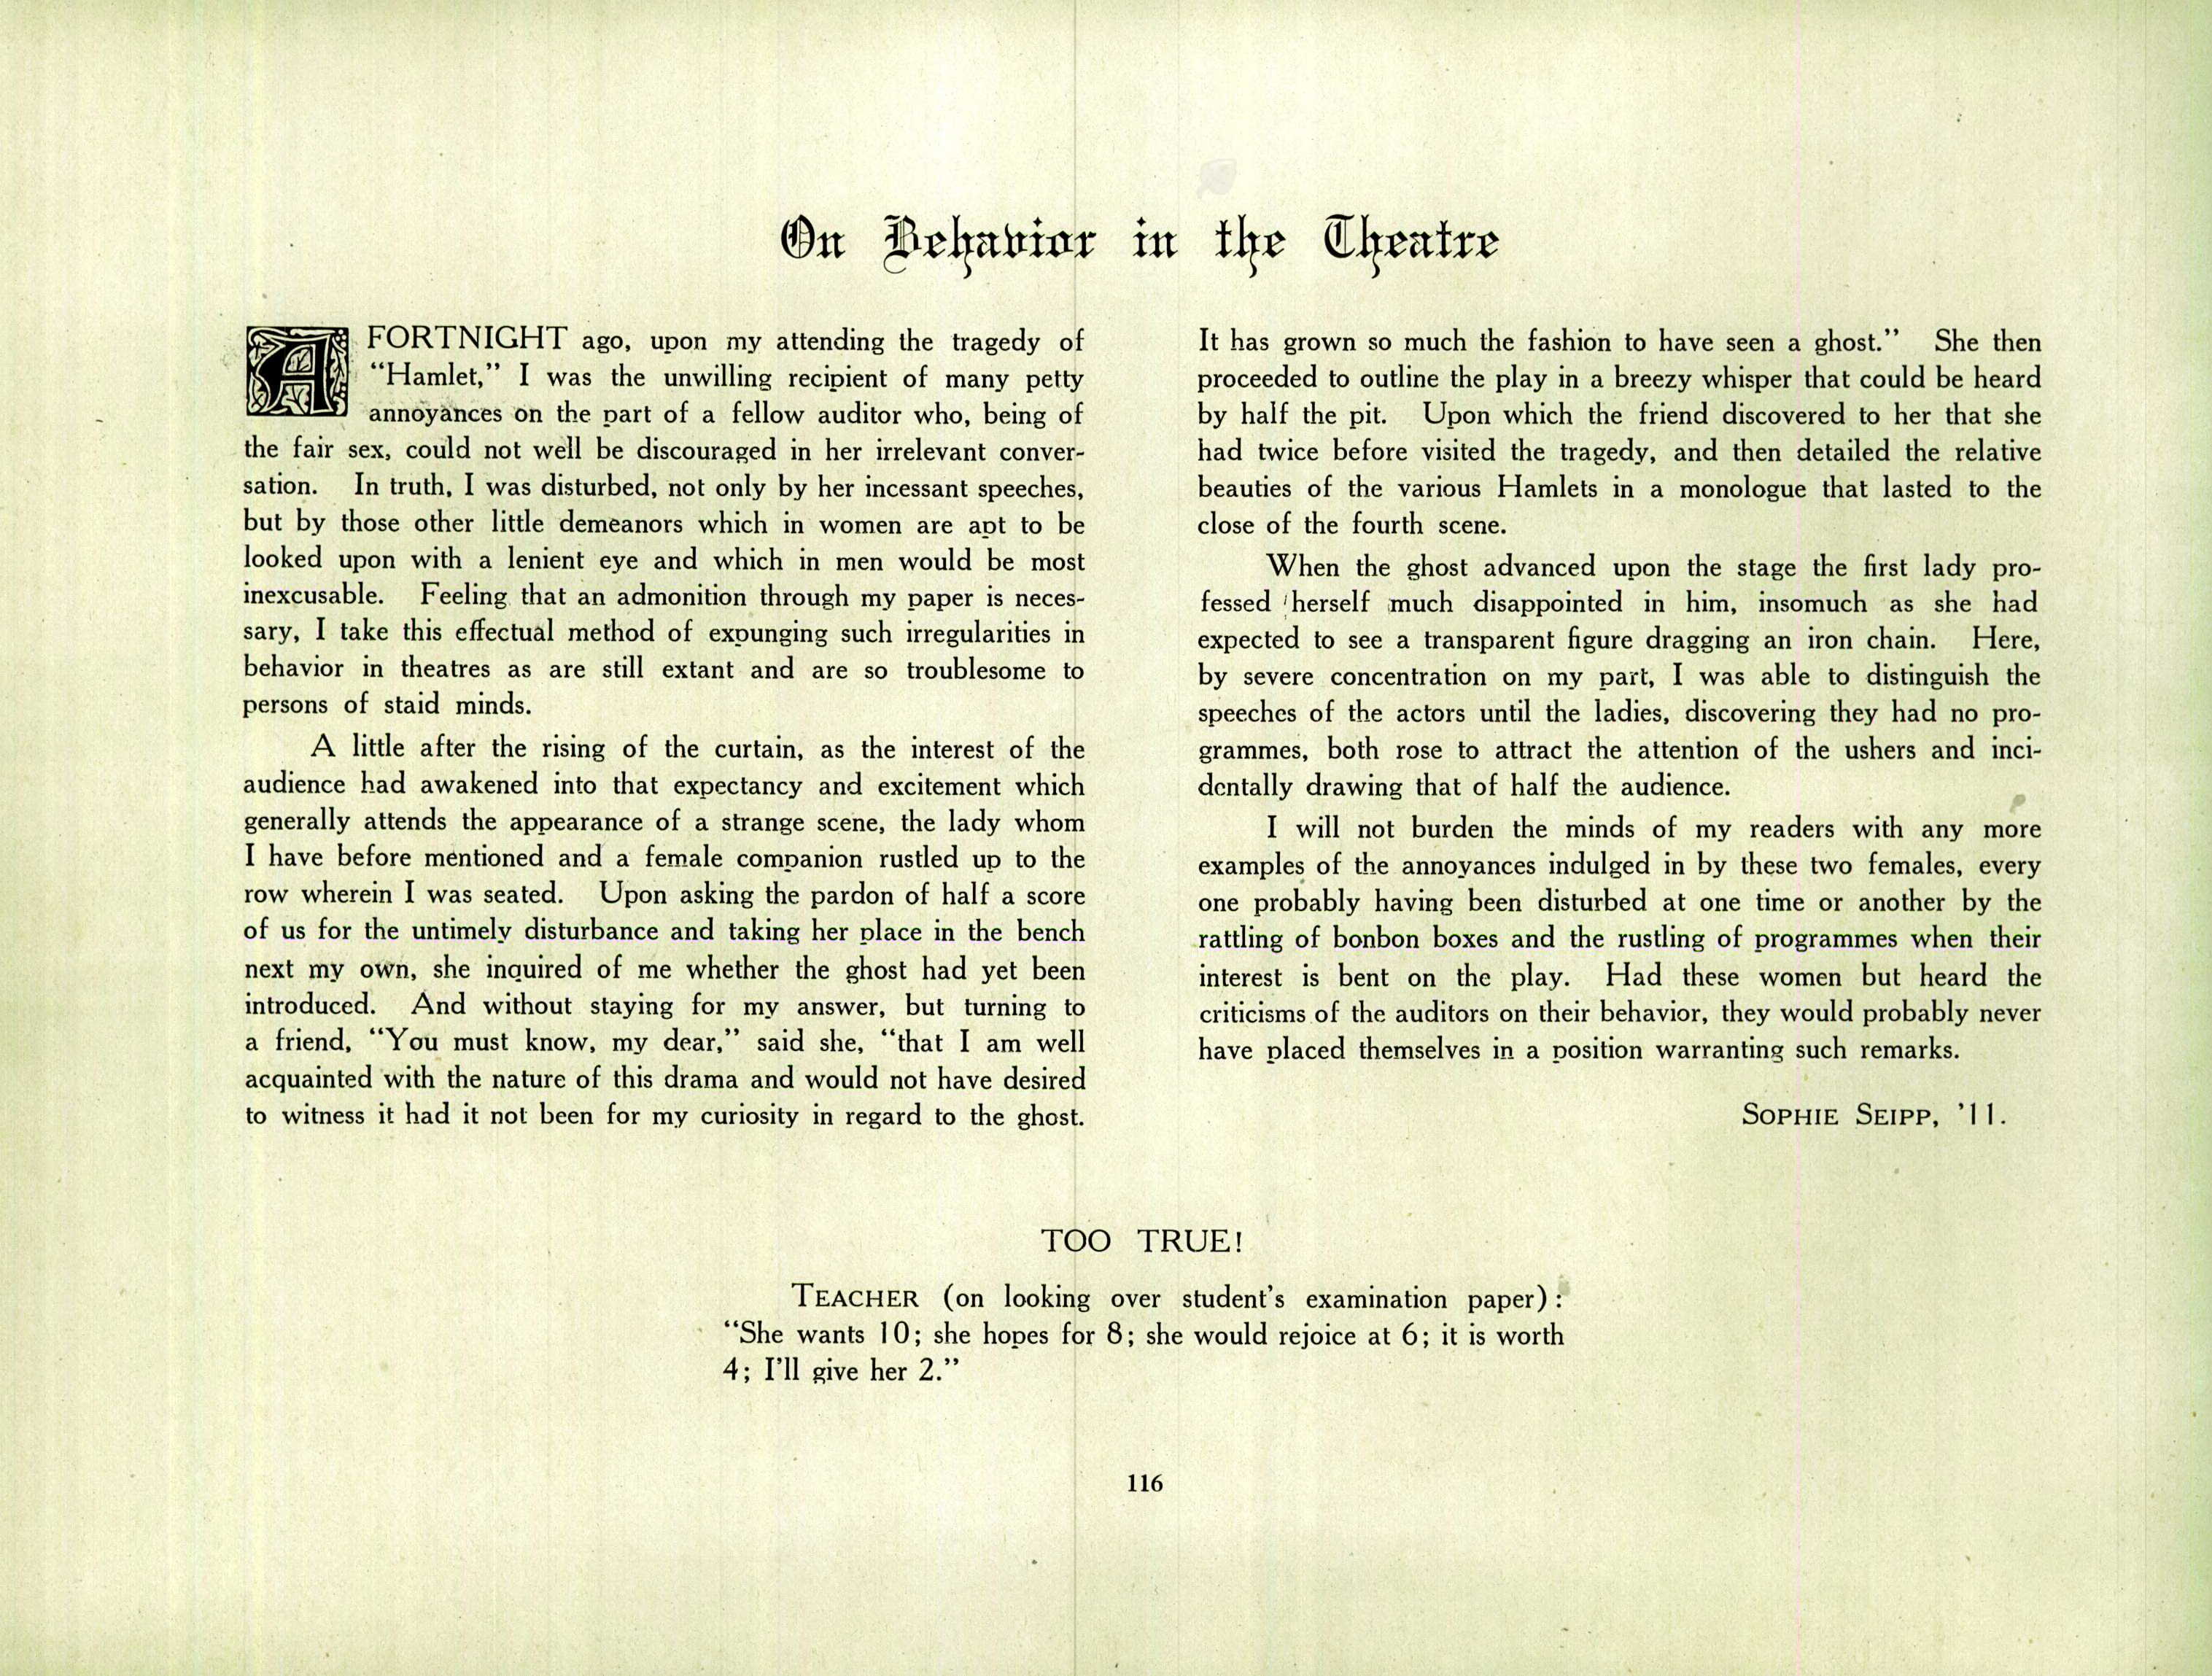 On Behavior in the Theatre
A FORTNIGHT ago, upon my attending the tragedy of
“Hamlet,” I was the unwilling recipient of many petty
annoyances on the part of a fellow auditor who, being of
the fair sex, could not well be discouraged in her irrelevant conver-
sation. In truth, I was disturbed, not only by her incessant speeches,
but by those other little demeanors which in women are apt to be
looked upon with a lenient eye and which in men would be most
inexcusable. Feeling that an admonition through my paper is neces-
sary, I take this effectual method of expunging such irregularities in
behavior in theatres as are still extant and are so troublesome to
persons of staid minds.
A little after the rising of the curtain, as the interest of the
audience had awakened into that expectancy and excitement which
generally attends the appearance of a strange scene, the lady whom
I have before mentioned and a female companion rustled up to the
row wherein I was seated. Upon asking the pardon of half a score
of us for the untimely disturbance and taking her place in the bench
next my own, she inquired of me whether the ghost had yet been
introduced. And without staying for my answer, but turning to
a friend, “You must know, my dear,” said she, “that I am well
acquainted with the nature of this drama and would not have desired
to witness it had it not been for my curiosity in regard to the ghost.
It has grown so much the fashion to have seen a ghost.” She then
proceeded to outline the play in a breezy whisper that could be heard
by half the pit. Upon which the friend discovered to her that she
had twice before visited the tragedy, and then detailed the relative
beauties of the various Hamlets in a monologue that lasted to the
close of the fourth scene.
When the ghost advanced upon the stage the first lady pro-
fessed herself much disappointed in him, insomuch as she had
expected to see a transparent figure dragging an iron chain. Here,
by severe concentration on my part, I was able to distinguish the
speeches of the actors until the ladies, discovering they had no pro-
grammes, both rose to attract the attention of the ushers and inci-
dentally drawing that of half the audience.
I will not burden the minds of my readers with any more
examples of the annoyances indulged in by these two females, every
one probably having been disturbed at one time or another by the
rattling of bonbon boxes and the rustling of programmes when their
interest is bent on the play. Had these women but heard the
criticisms of the auditors on their behavior, they would probably never
have placed themselves in a position warranting such remarks.
SOPHIE SEIPP, ’11.
TOO TRUE!
TEACHER (on looking over student’s examination paper):
“She wants 10; she hopes for 8; she would rejoice at 6; it is worth
4; I’ll give her 2.”
116